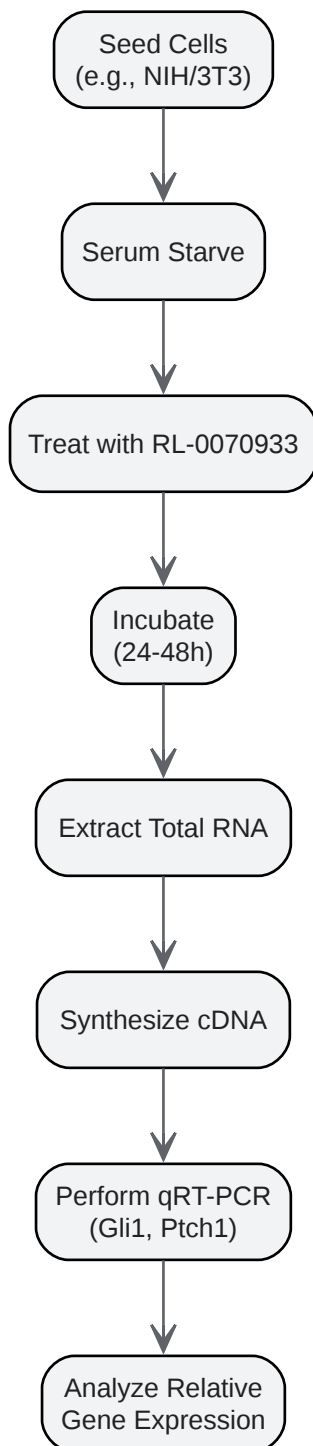 Seed Cells
(e.g., NIH/3T3)
Serum Starve
Treat with RL-0070933
Incubate
(24-48h)
Extract Total RNA
Synthesize cDNA
Perform qRT-PCR
(Gli1, Ptch1)
Analyze Relative
Gene Expression